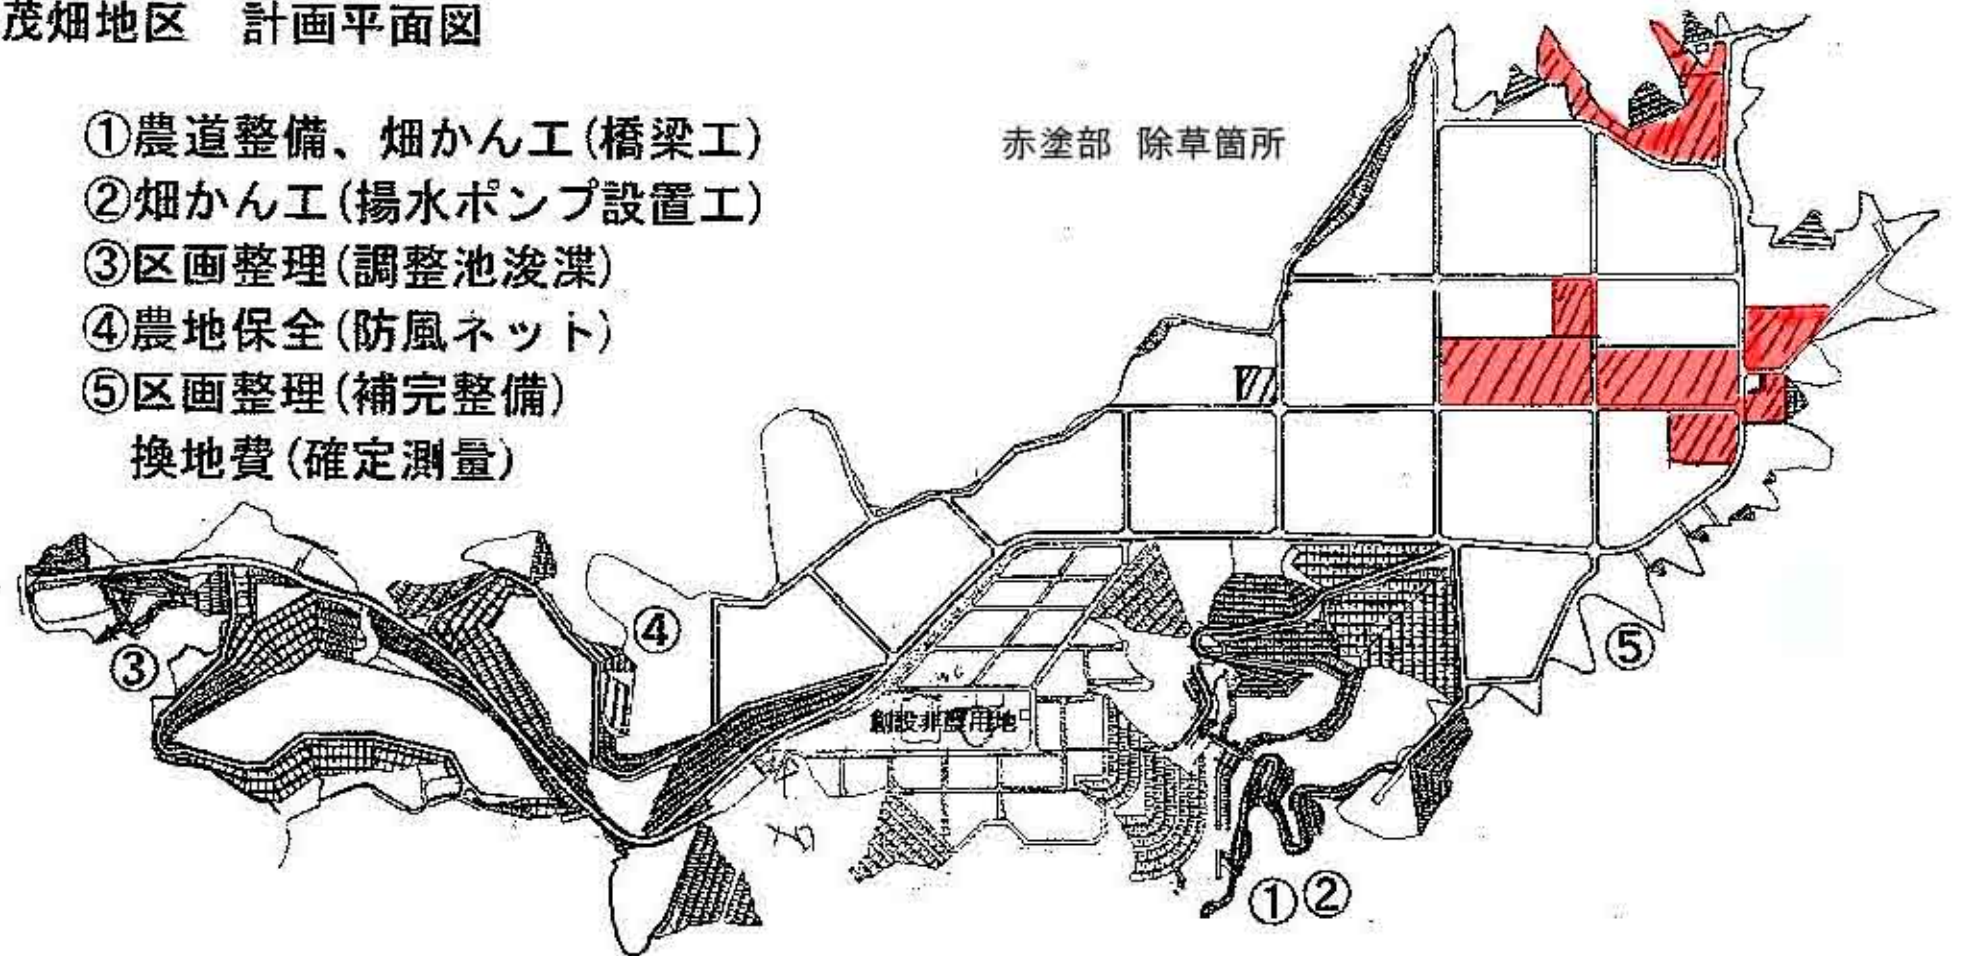 茂畑地区 計画平面図
①農道整備、畑かん工(橋梁工)
②畑かん工(揚水ポンプ設置工)
③区画整理(調整池浚渫)
④農地保全(防風ネット)
⑤区画整理(補完整備)
換地費(確定測量)
赤塗部 除草箇所
④
③
⑤
創設非農用地
①②